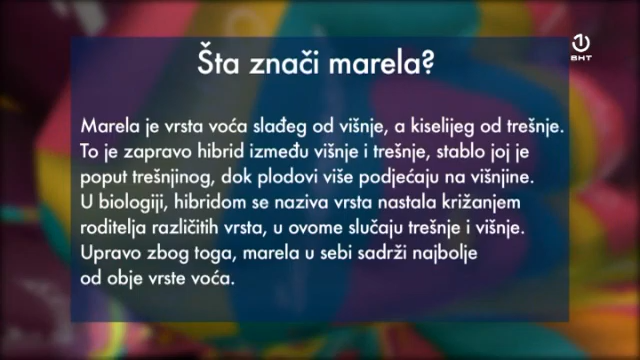 Šta znači marela?
BHT
Marela je vrsta voća slađeg od višnje, a kiselijeg od trešnje.
To je zapravo hibrid između višnje i trešnje, stablo joj je
poput trešnjinog, dok plodovi više podjećaju na višnjine.
U biologiji, hibridom se naziva vrsta nastala križanjem
roditelja različitih vrsta, u ovome slučaju trešnje i višnje.
Upravo zbog toga, marela u sebi sadrži najbolje
od obje vrste voća.